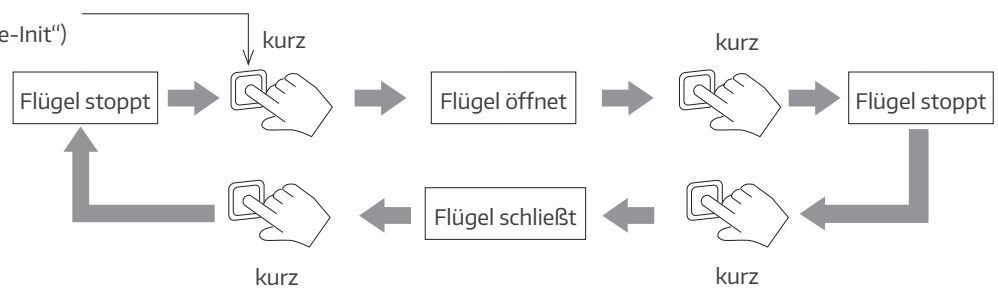 e-Init“)
kurz
kurz
Flügel stoppt
Flügel öffnet
Flügel stoppt
Flügel schließt
kurz
kurz